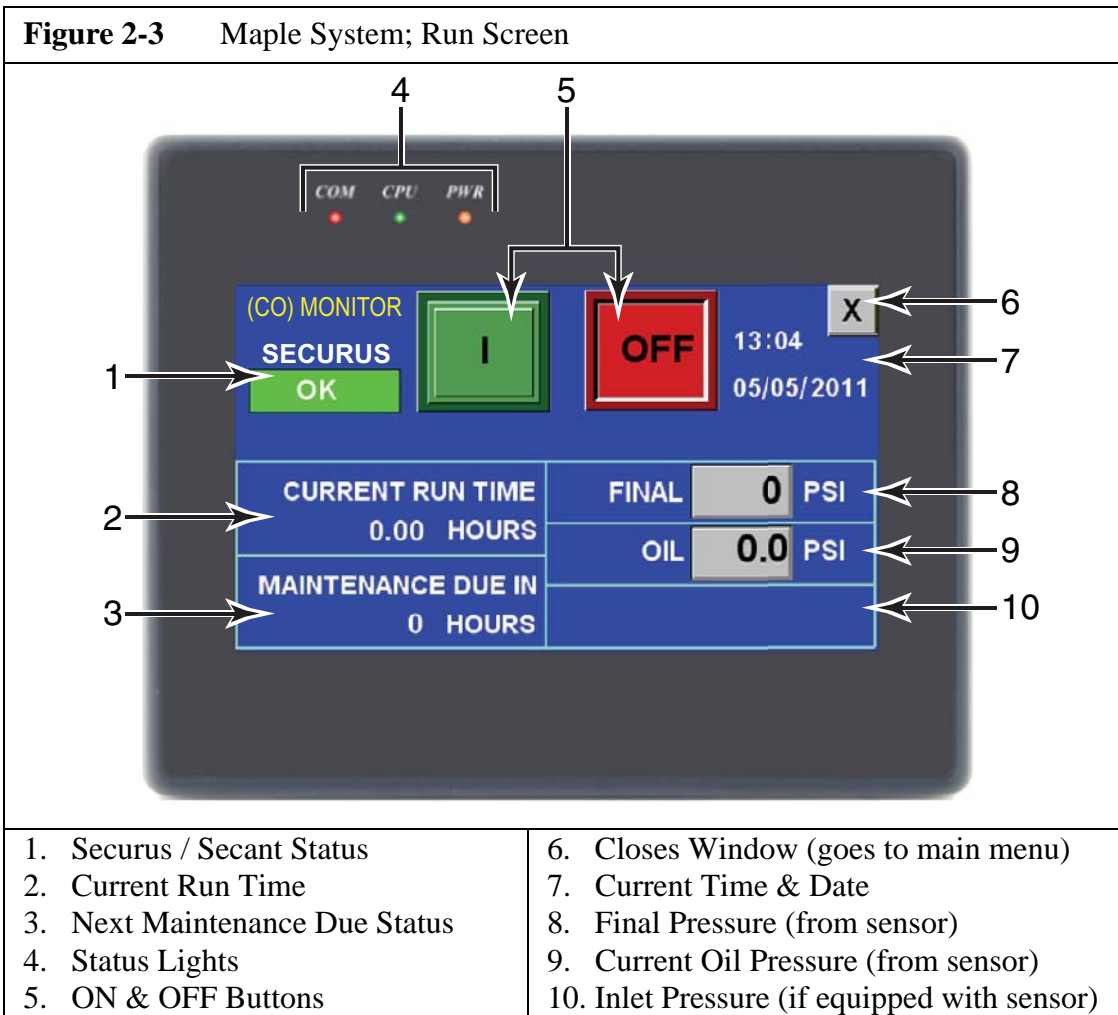 Figure 2-3 Maple System; Run Screen
4 5
COM CPU PWR
(CO) MONITOR
SECURUS
OK
I
OFF
X
13:04
05/05/2011
6
7
1
CURRENT RUN TIME
0.00 HOURS
2
MAINTENANCE DUE IN
0 HOURS
3
FINAL 0 PSI
8
OIL 0.0 PSI
9
10
1. Securus / Secant Status
2. Current Run Time
3. Next Maintenance Due Status
4. Status Lights
5. ON & OFF Buttons
6. Closes Window (goes to main menu)
7. Current Time & Date
8. Final Pressure (from sensor)
9. Current Oil Pressure (from sensor)
10. Inlet Pressure (if equipped with sensor)